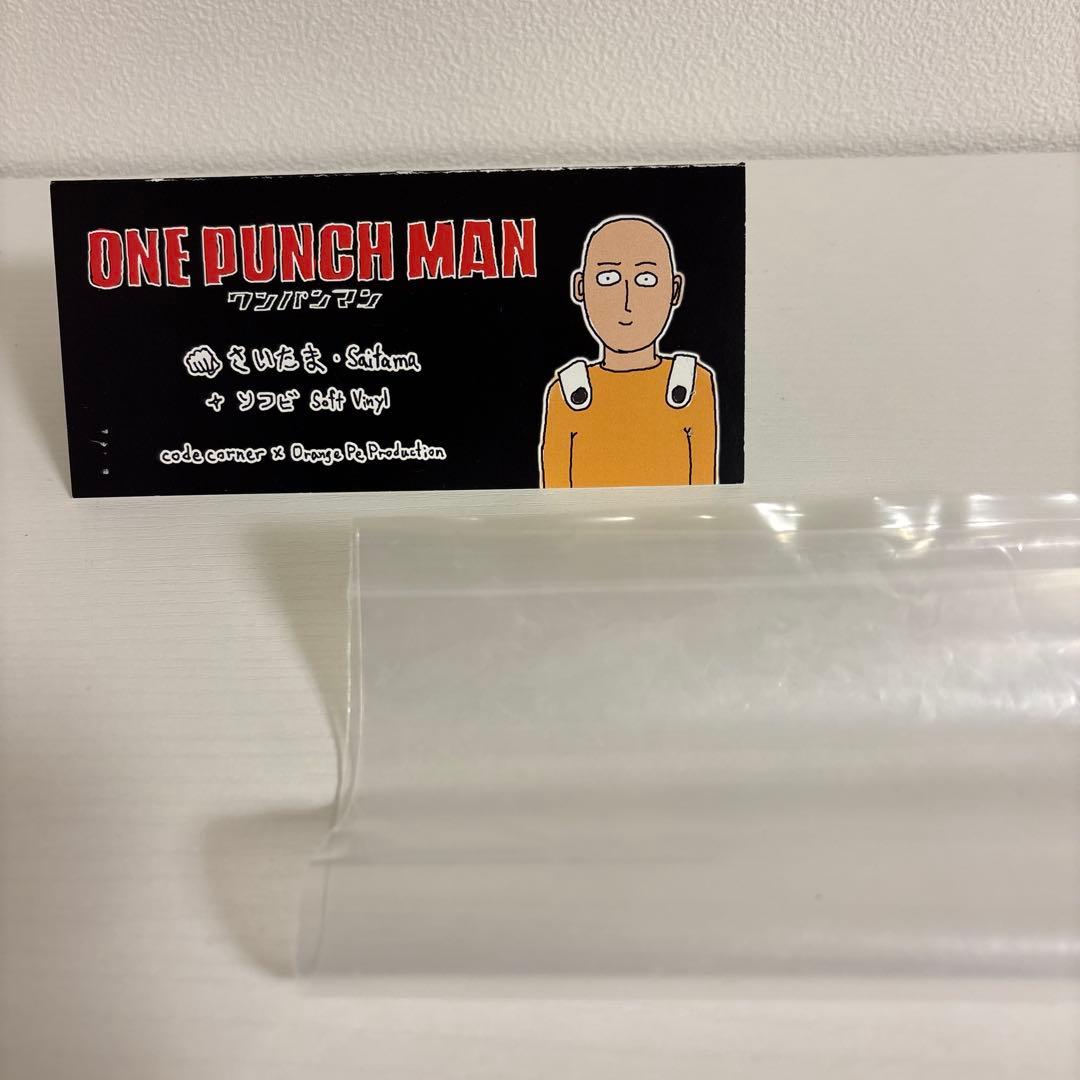 ONE PUNCH MAN
ワンパンマン
さいたま・Saitama
+ ソフビ Soft Vinyl
code corner x Orange Pe Production